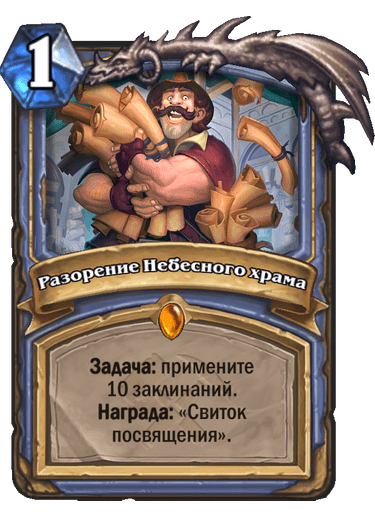 1
Разорение Небесного храма
Задача: примените
10 заклинаний.
Награда: «Свиток
посвящения».